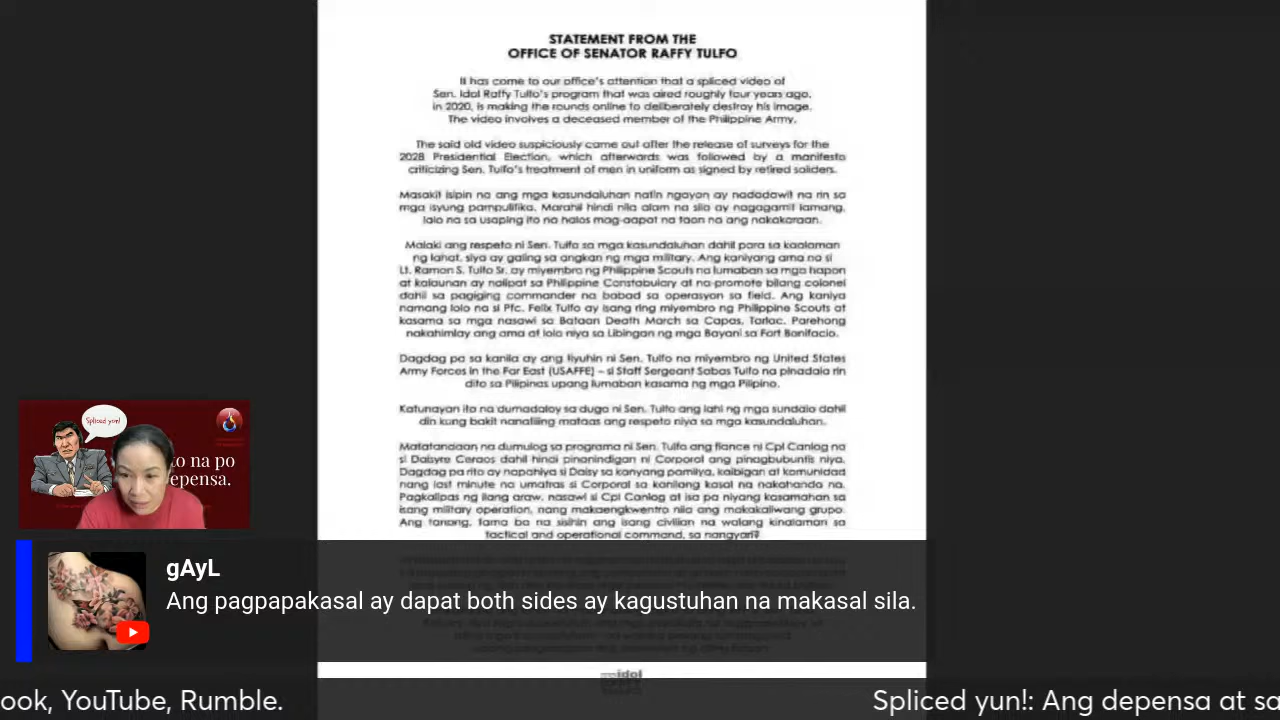 STATEMENT FROM THE
OFFICE OF SENATOR RAFFY TULFO
It has come to our office's attention that a spliced video of
Sen. Idol Raffy Tulfo's program that was aired roughly four years ago,
in 2020, is making the rounds online to deliberately destroy his image.
The video involves a deceased member of the Philippine Army.
The said old video suspiciously came out after the release of surveys for the
2028 Presidential Election, which afterwards was followed by a manifesto
criticizing Sen. Tulfo's treatment of men in uniform as signed by retired soliders.
Masakit isipin na ang mga kasundaluhan natin ngayon ay nadadawit na rin sa
mga isyung pampulitika. Marahil hindi nila alam na sila ay nagagamit lamang,
lalo na sa usaping ito na halos mag-aapat na taon na ang nakakaraan.
Malaki ang respeto ni Sen. Tulfo sa mga kasundaluhan dahil para sa kaalaman
ng lahat, siya ay galing sa angkan ng mga military. Ang kaniyang ama na si
Lt. Ramon S. Tulfo Sr. ay miyembro ng Philippine Scouts na lumaban sa mga hapon
at kalaunan ay nalipat sa Philippine Constabulary at na-promote bilang colonel
dahil sa pagiging commander na babad sa operasyon sa field. Ang kaniya
namang lolo na si Pfc. Felix Tulfo ay isang ring miyembro ng Philippine Scouts at
kasama sa mga nasawi sa Bataan Death March sa Capas, Tarlac. Parehong
nakahimlay ang ama at lolo niya sa Libingan ng mga Bayani sa Fort Bonifacio.
Dagdag pa sa kanila ay ang tiyuhin ni Sen. Tulfo na miyembro ng United States
Army Forces in the Far East (USAFFE) – si Staff Sergeant Sabas Tulfo na pinadala rin
dito sa Pilipinas upang lumaban kasama ng mga Pilipino.
Katunayan ito na dumadaloy sa dugo ni Sen. Tulfo ang lahi ng mga sundalo dahil
din kung bakit nanatiling mataas ang respeto niya sa mga kasundaluhan.
Matatandaan na dumulog sa programa ni Sen. Tulfo ang fiance ni Cpl Canlog na
si Daisyre Ceraos dahil hindi pinanindigan ni Corporal ang pinagbubuntis niya.
Dagdag pa rito ay napahiya si Daisy sa kanyang pamilya, kaibigan at komunidad
nang last minute na umatras si Corporal sa kanilang kasal na nakahanda na.
Pagkalipas ng ilang araw, nasawi si Cpl Canlog at isa pa niyang kasamahan sa
isang military operation, nang makaengkwentro nila ang makakaliwang grupo.
Ang tanong, tama ba na sisihin ang isang civilian na walang kinalaman sa
tactical and operational command, sa nangyari?
Spliced yun!
to na po
epensa.
gAyL
Ang pagpapakasal ay dapat both sides ay kagustuhan na makasal sila.
idol
ook, YouTube, Rumble.
Spliced yun!: Ang depensa at sa